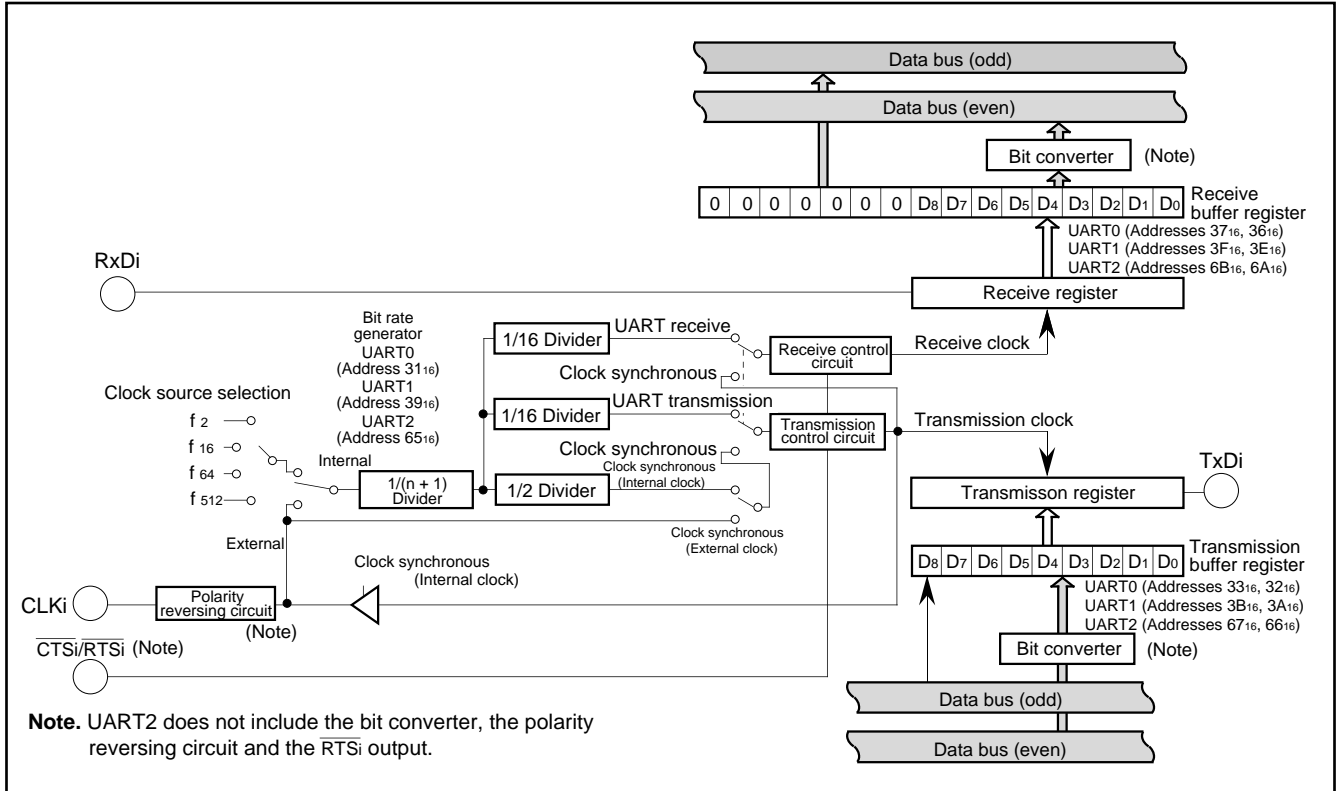 Data bus (odd)
Data bus (even)
Bit converter
(Note)
0 0 0 0 0 0 0 D8 D7 D6 D5 D4 D3 D2 D1 D0
Receive
buffer register
UART0 (Addresses 3716, 3616)
UART1 (Addresses 3F16, 3E16)
UART2 (Addresses 6B16, 6A16)
RxDi
Receive register
Bit rate
generator
UART0
(Address 3116)
UART1
(Address 3916)
UART2
(Address 6516)
1/16 Divider
UART receive
Receive control
circuit
Receive clock
Clock synchronous
Clock source selection
f 2
f 16
f 64
f 512
Internal
External
1/(n + 1)
Divider
1/16 Divider
UART transmission
Transmission
control circuit
Transmission clock
Clock synchronous
Clock synchronous
(Internal clock)
1/2 Divider
Clock synchronous
(External clock)
TxDi
Transmisson register
D8 D7 D6 D5 D4 D3 D2 D1 D0
Transmission
buffer register
UART0 (Addresses 3316, 3216)
UART1 (Addresses 3B16, 3A16)
UART2 (Addresses 6716, 6616)
Clock synchronous
(Internal clock)
CLKi
Polarity
reversing circuit
(Note)
CTSi/RTSi (Note)
Bit converter
(Note)
Data bus (odd)
Data bus (even)
Note. UART2 does not include the bit converter, the polarity
reversing circuit and the RTSi output.